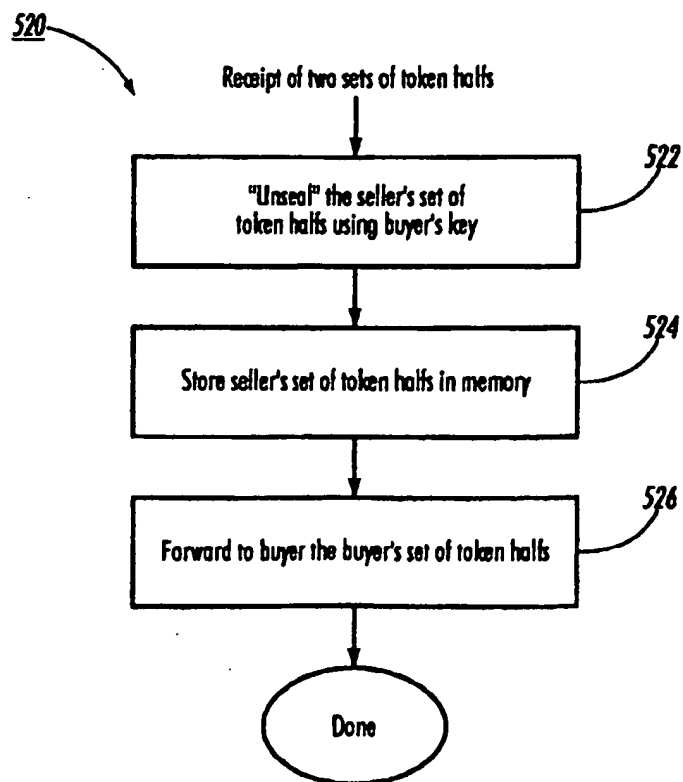 520
Receipt of two sets of token halfs
522
"Unseal" the seller's set of
token halfs using buyer's key
524
Store seller's set of token halfs in memory
526
Forward to buyer the buyer's set of token halfs
Done